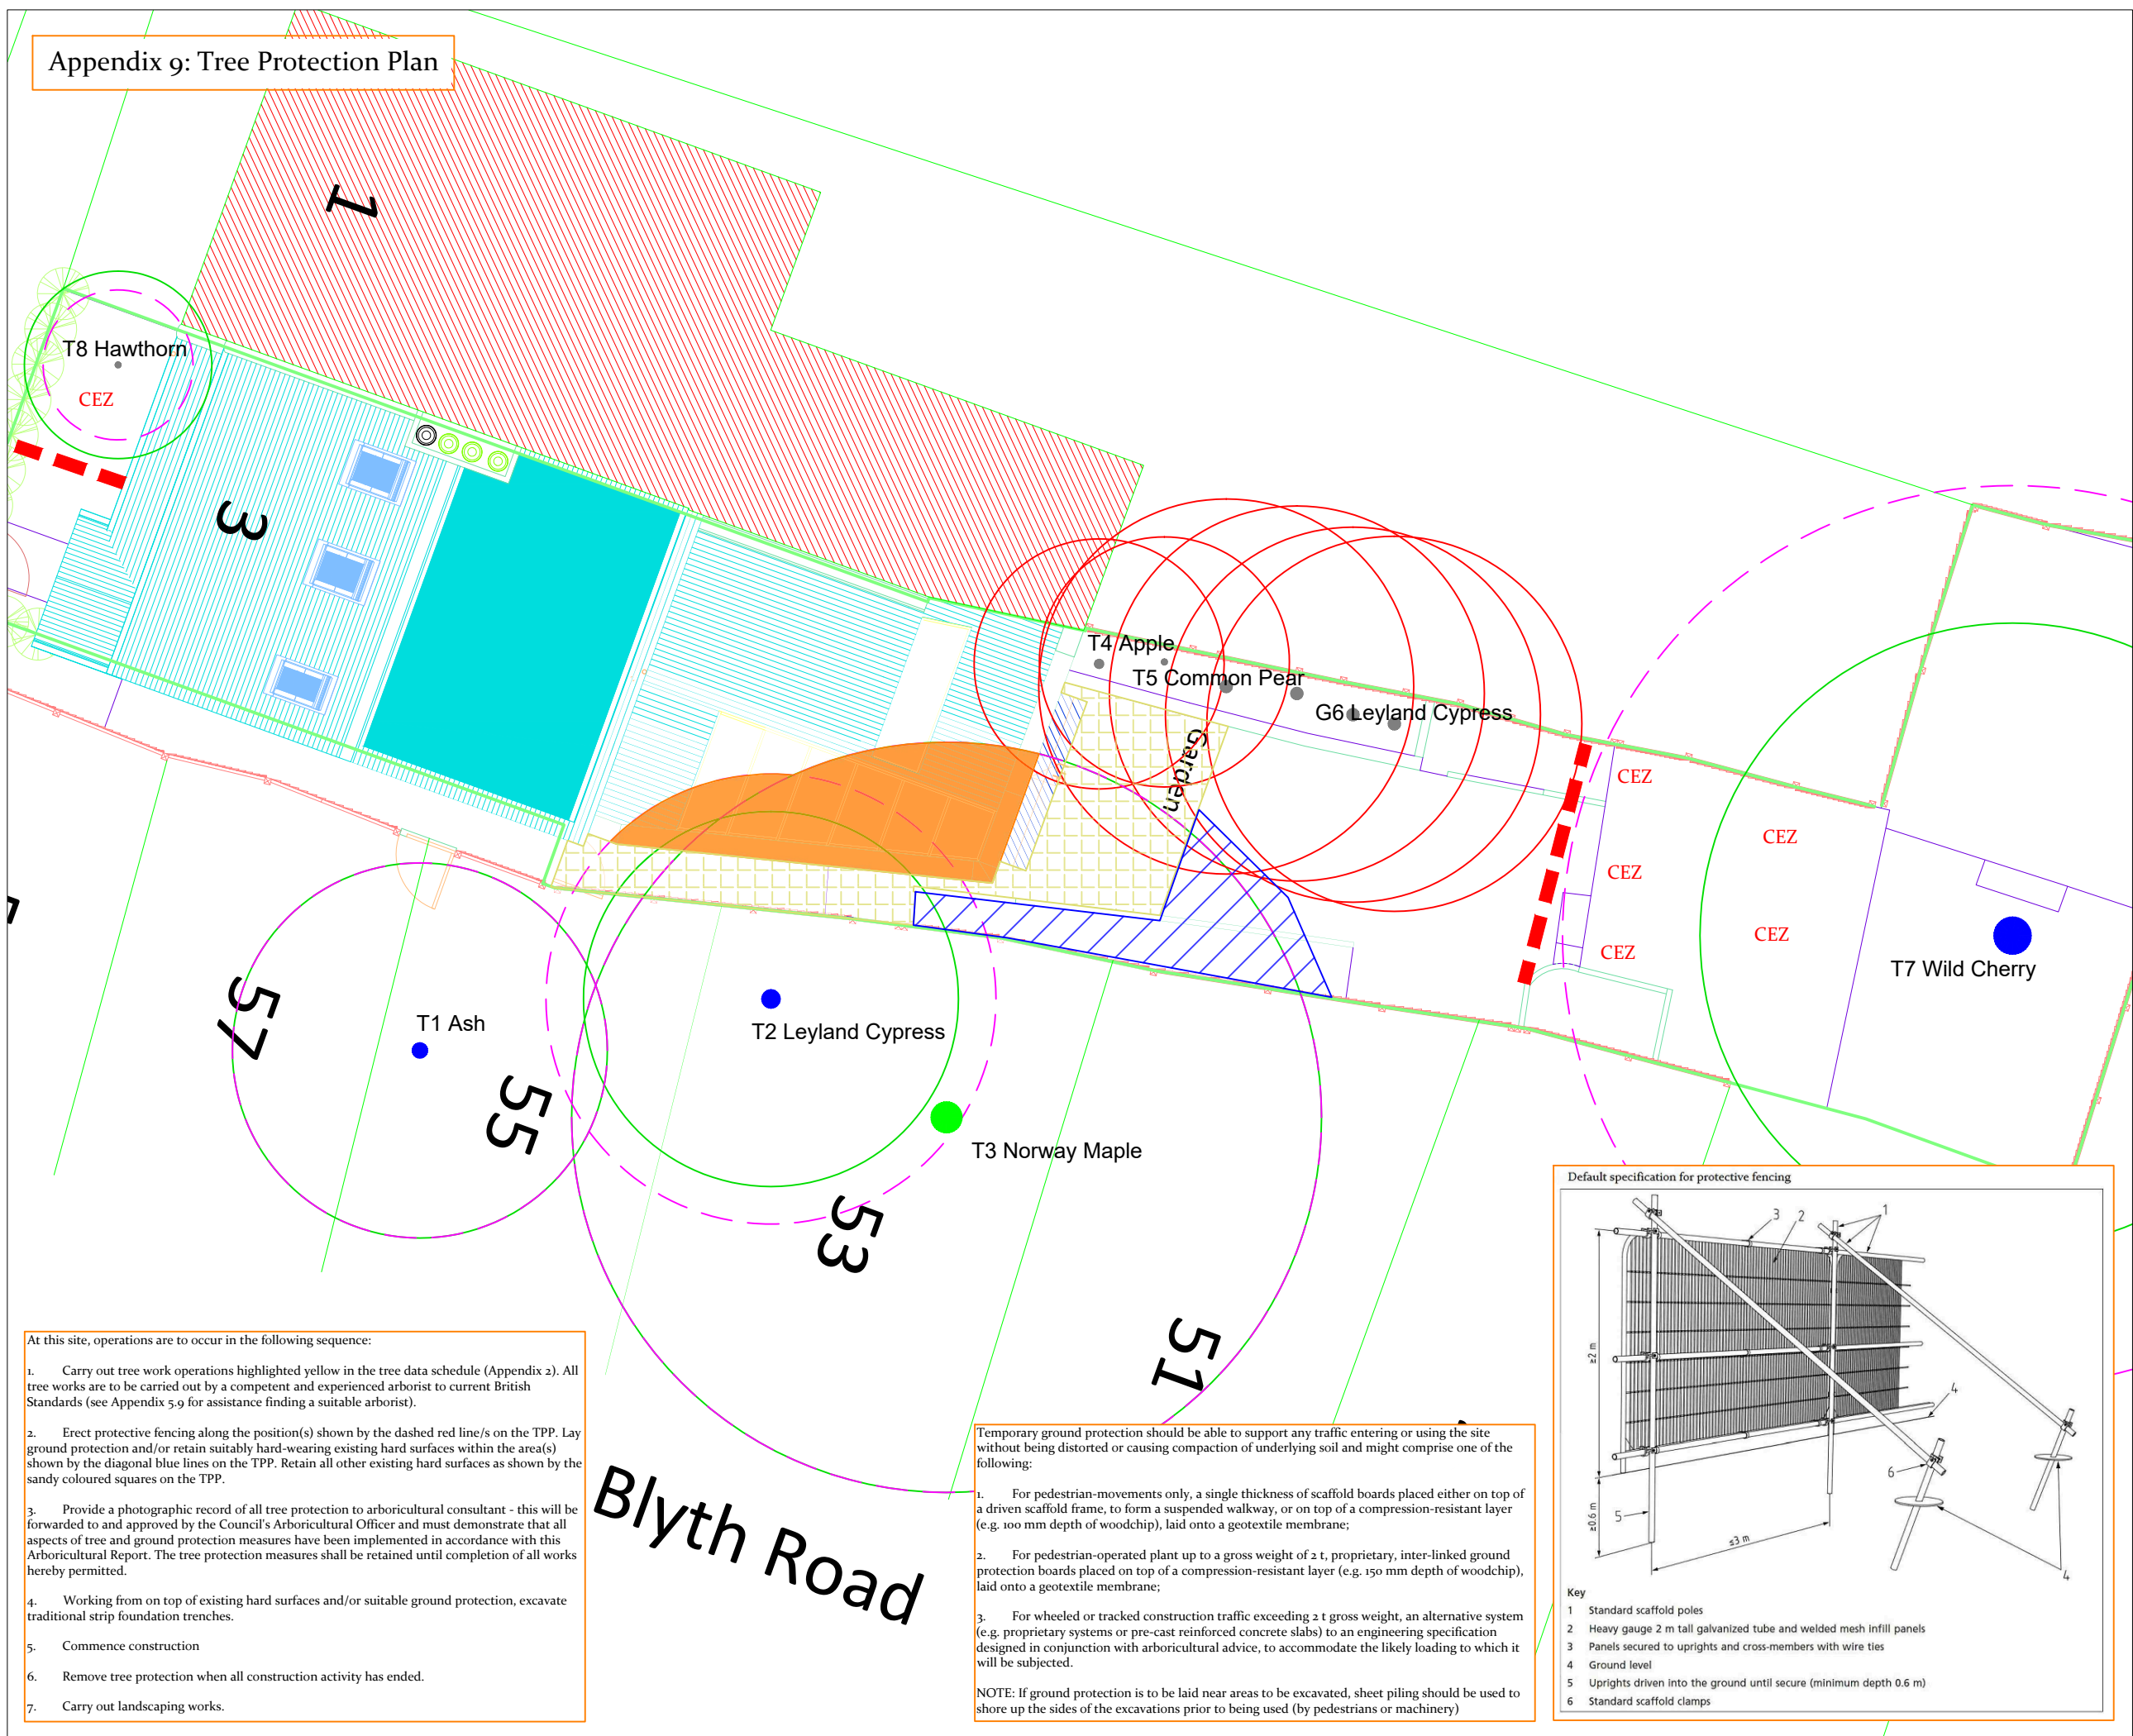 Appendix 9: Tree Protection Plan
1
T8 Hawthorn
CEZ
3
T4 Apple
T5 Common Pear
G6 Leyland Cypress
Garden
CEZ
CEZ
CEZ
CEZ
CEZ
T7 Wild Cherry
57
T1 Ash
55
T2 Leyland Cypress
T3 Norway Maple
53
51
Blyth Road
At this site, operations are to occur in the following sequence:
1. Carry out tree work operations highlighted yellow in the tree data schedule (Appendix 2). All
tree works are to be carried out by a competent and experienced arborist to current British
Standards (see Appendix 5.9 for assistance finding a suitable arborist).
2. Erect protective fencing along the position(s) shown by the dashed red line/s on the TPP. Lay
ground protection and/or retain suitably hard-wearing existing hard surfaces within the area(s)
shown by the diagonal blue lines on the TPP. Retain all other existing hard surfaces as shown by the
sandy coloured squares on the TPP.
3. Provide a photographic record of all tree protection to arboricultural consultant - this will be
forwarded to and approved by the Council's Arboricultural Officer and must demonstrate that all
aspects of tree and ground protection measures have been implemented in accordance with this
Arboricultural Report. The tree protection measures shall be retained until completion of all works
hereby permitted.
4. Working from on top of existing hard surfaces and/or suitable ground protection, excavate
traditional strip foundation trenches.
5. Commence construction
6. Remove tree protection when all construction activity has ended.
7. Carry out landscaping works.
Temporary ground protection should be able to support any traffic entering or using the site
without being distorted or causing compaction of underlying soil and might comprise one of the
following:
1. For pedestrian-movements only, a single thickness of scaffold boards placed either on top of
a driven scaffold frame, to form a suspended walkway, or on top of a compression-resistant layer
(e.g. 100 mm depth of woodchip), laid onto a geotextile membrane;
2. For pedestrian-operated plant up to a gross weight of 2 t, proprietary, inter-linked ground
protection boards placed on top of a compression-resistant layer (e.g. 150 mm depth of woodchip),
laid onto a geotextile membrane;
3. For wheeled or tracked construction traffic exceeding 2 t gross weight, an alternative system
(e.g. proprietary systems or pre-cast reinforced concrete slabs) to an engineering specification
designed in conjunction with arboricultural advice, to accommodate the likely loading to which it
will be subjected.
NOTE: If ground protection is to be laid near areas to be excavated, sheet piling should be used to
shore up the sides of the excavations prior to being used (by pedestrians or machinery)
Default specification for protective fencing
3
2
1
≥2 m
4
6
≥0.6 m
5
≤3 m
4
Key
1 Standard scaffold poles
2 Heavy gauge 2 m tall galvanized tube and welded mesh infill panels
3 Panels secured to uprights and cross-members with wire ties
4 Ground level
5 Uprights driven into the ground until secure (minimum depth 0.6 m)
6 Standard scaffold clamps